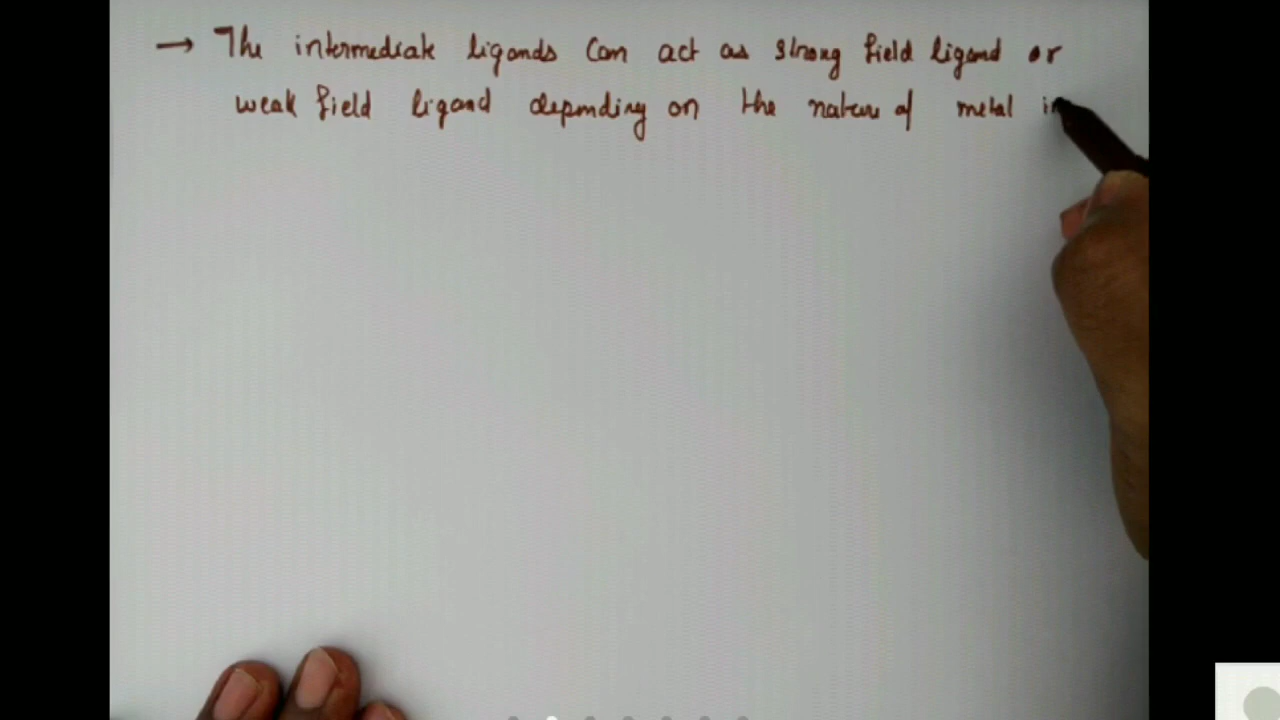 → The intermediate ligands Can act as strong field ligand or
weak field ligand depending on the nature of metal